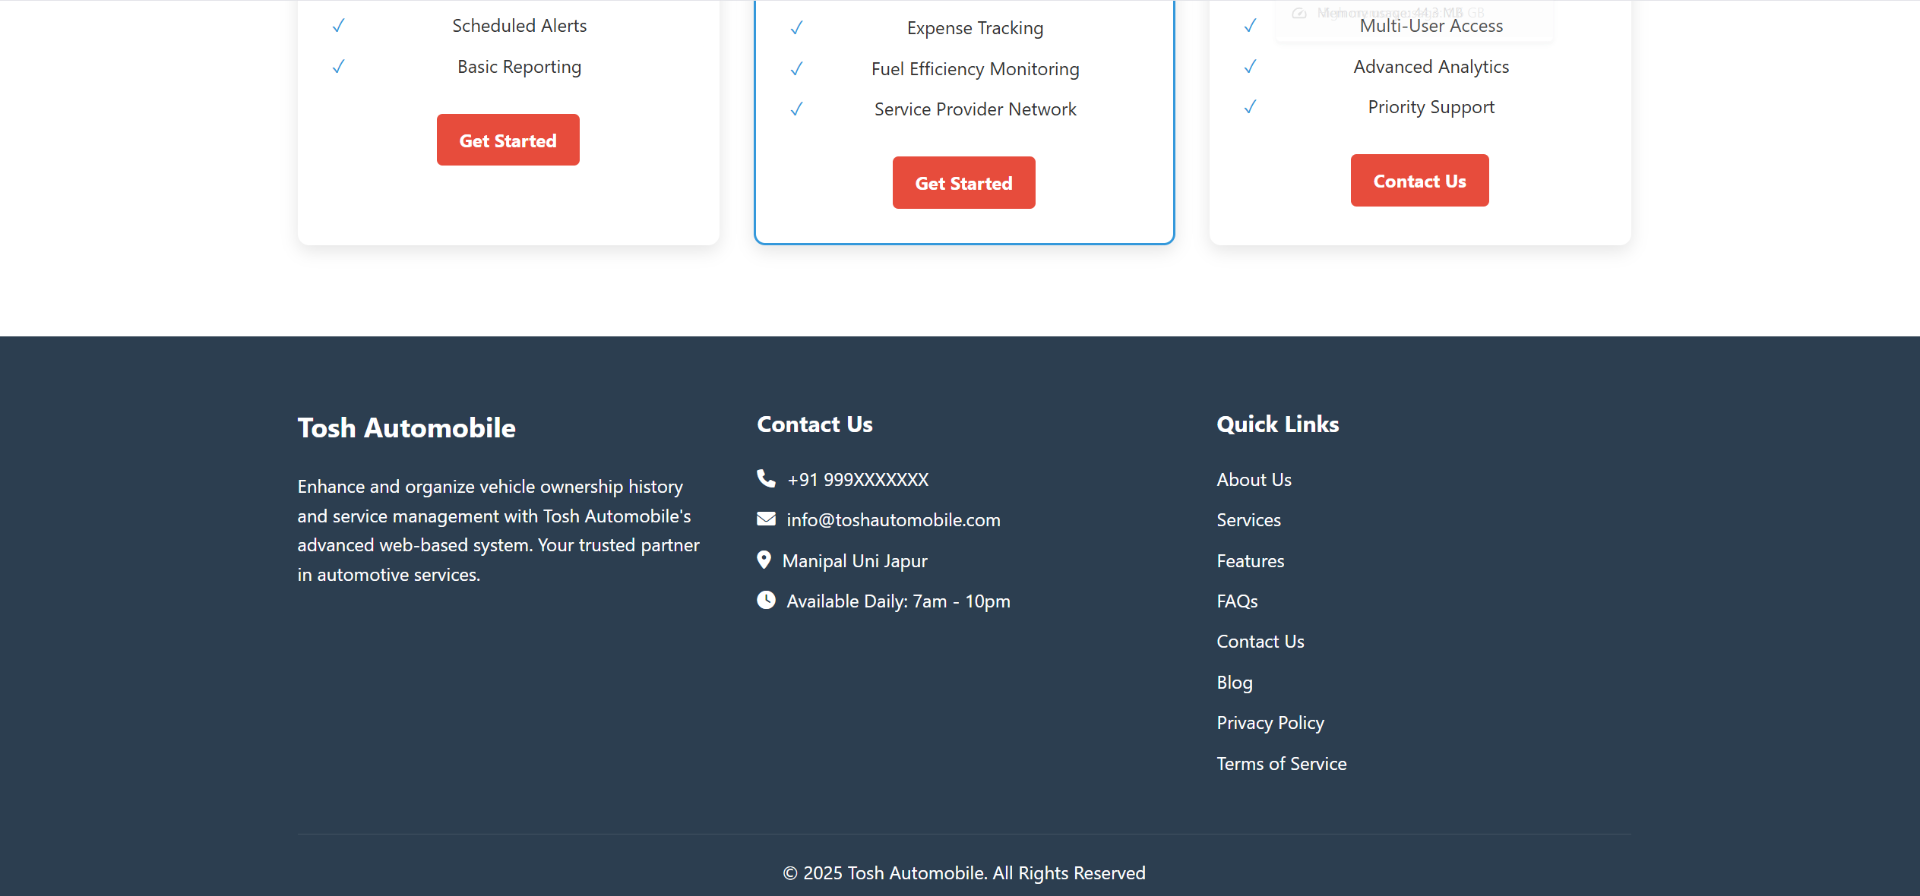 Scheduled Alerts
Basic Reporting
Get Started
Expense Tracking
Fuel Efficiency Monitoring
Service Provider Network
Get Started
Multi-User Access
Advanced Analytics
Priority Support
Contact Us
Tosh Automobile
Enhance and organize vehicle ownership history
and service management with Tosh Automobile's
advanced web-based system. Your trusted partner
in automotive services.
Contact Us
+91 999XXXXXXX
info@toshautomobile.com
Manipal Uni Japur
Available Daily: 7am - 10pm
Quick Links
About Us
Services
Features
FAQs
Contact Us
Blog
Privacy Policy
Terms of Service
© 2025 Tosh Automobile. All Rights Reserved